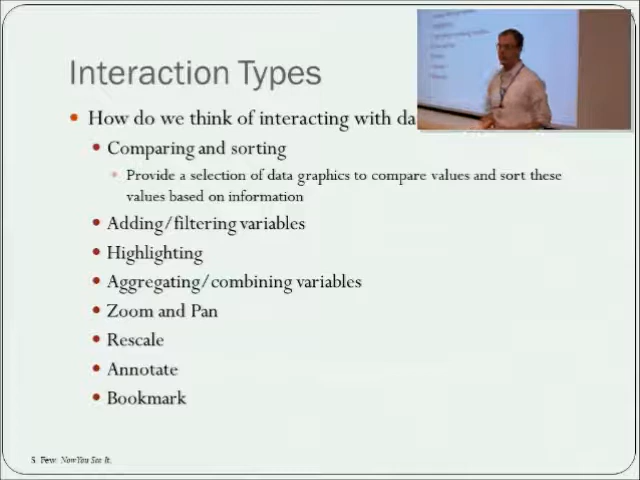 Interaction Types
How do we think of interacting with da
Comparing and sorting
Provide a selection of data graphics to compare values and sort these
values based on information
Adding/filtering variables
Highlighting
Aggregating/combining variables
Zoom and Pan
Rescale
Annotate
Bookmark
S. Few: Now You See It.